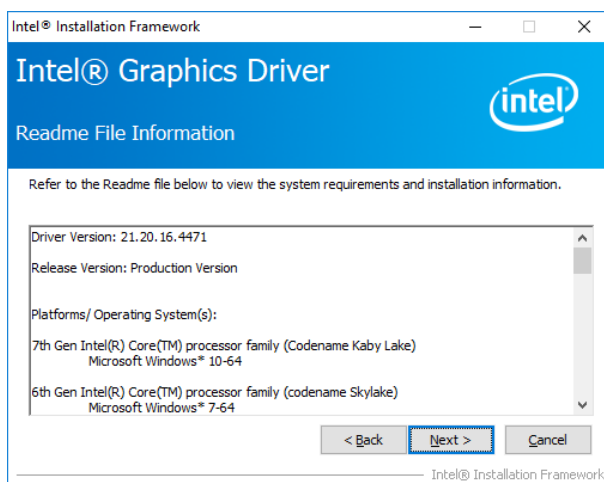 Intel® Installation Framework
Intel® Graphics Driver
intel
Readme File Information
Refer to the Readme file below to view the system requirements and installation information.
Driver Version: 21.20.16.4471
Release Version: Production Version
Platforms/ Operating System(s):
7th Gen Intel(R) Core(TM) processor family (Codename Kaby Lake)
Microsoft Windows* 10-64
6th Gen Intel(R) Core(TM) processor family (codename Skylake)
Microsoft Windows* 7-64
< Back Next > Cancel
Intel® Installation Framework